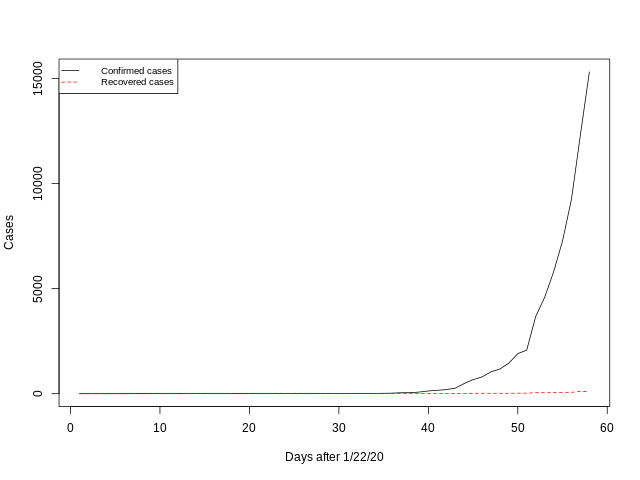 Confirmed cases
Recovered cases
Cases
15000
10000
5000
0
0 10 20 30 40 50 60
Days after 1/22/20